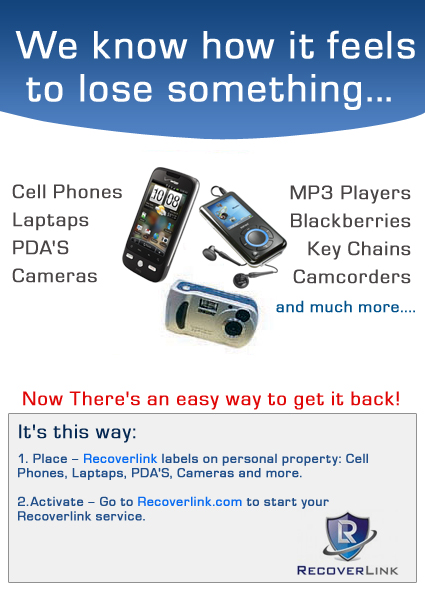 We know how it feels
to lose something...
Cell Phones
Laptaps
PDA'S
Cameras
10:08
MP3 Players
Blackberries
Key Chains
Camcorders
and much more....
Now There's an easy way to get it back!
It's this way:
1. Place – Recoverlink labels on personal property: Cell
Phones, Laptaps, PDA'S, Cameras and more.
2.Activate – Go to Recoverlink.com to start your
Recoverlink service.
R
RECOVERLINK